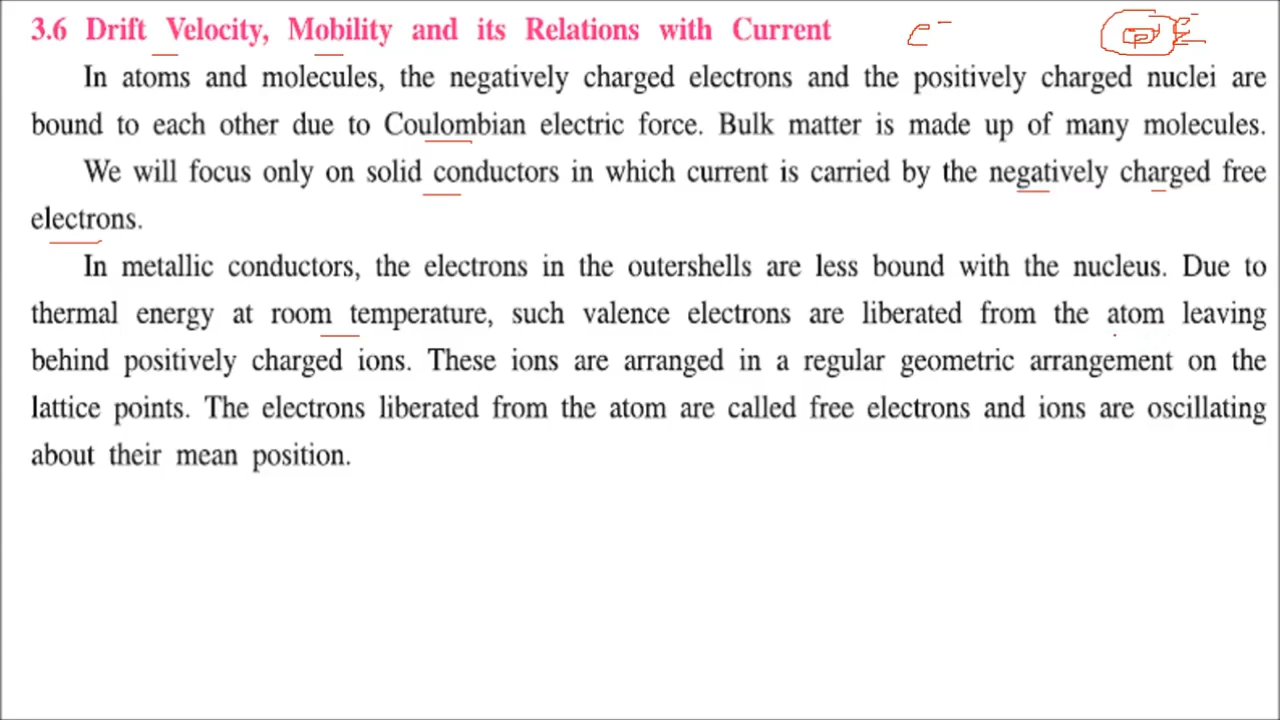 3.6 Drift Velocity, Mobility and its Relations with Current
e⁻
In atoms and molecules, the negatively charged electrons and the positively charged nuclei are
bound to each other due to Coulombian electric force. Bulk matter is made up of many molecules.
We will focus only on solid conductors in which current is carried by the negatively charged free
electrons.
In metallic conductors, the electrons in the outershells are less bound with the nucleus. Due to
thermal energy at room temperature, such valence electrons are liberated from the atom leaving
behind positively charged ions. These ions are arranged in a regular geometric arrangement on the
lattice points. The electrons liberated from the atom are called free electrons and ions are oscillating
about their mean position.